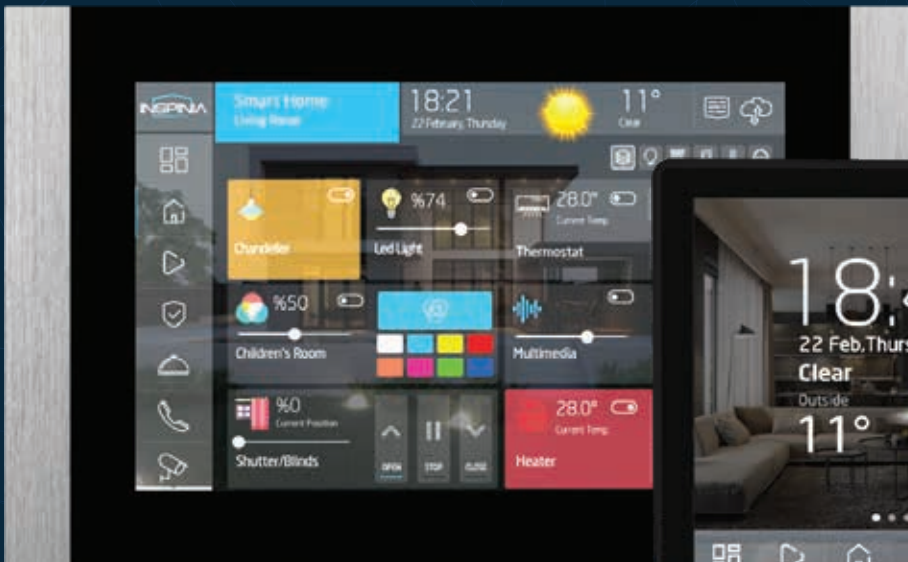 INSPINIA
Smart Home
Living Room
18:21
22 February, Thursday
11°
Clear
Chandelier
%74
Led Light
28.0°
Current Temp.
Thermostat
%50
Children's Room
Multimedia
%0
Current Position
Shutter/Blinds
OPEN
STOP
CLOSE
28.0°
Current Temp.
Heater
18:
22 Feb,Thurs
Clear
Outside
11°